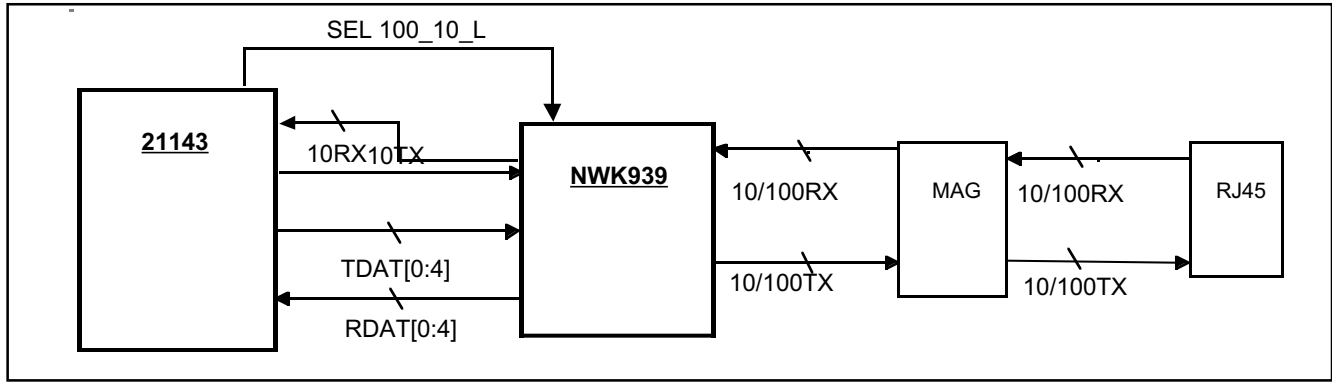 SEL 100_10_L
21143
10RX10TX
NWK939
10/100RX
MAG
10/100RX
RJ45
TDAT[0:4]
10/100TX
10/100TX
RDAT[0:4]